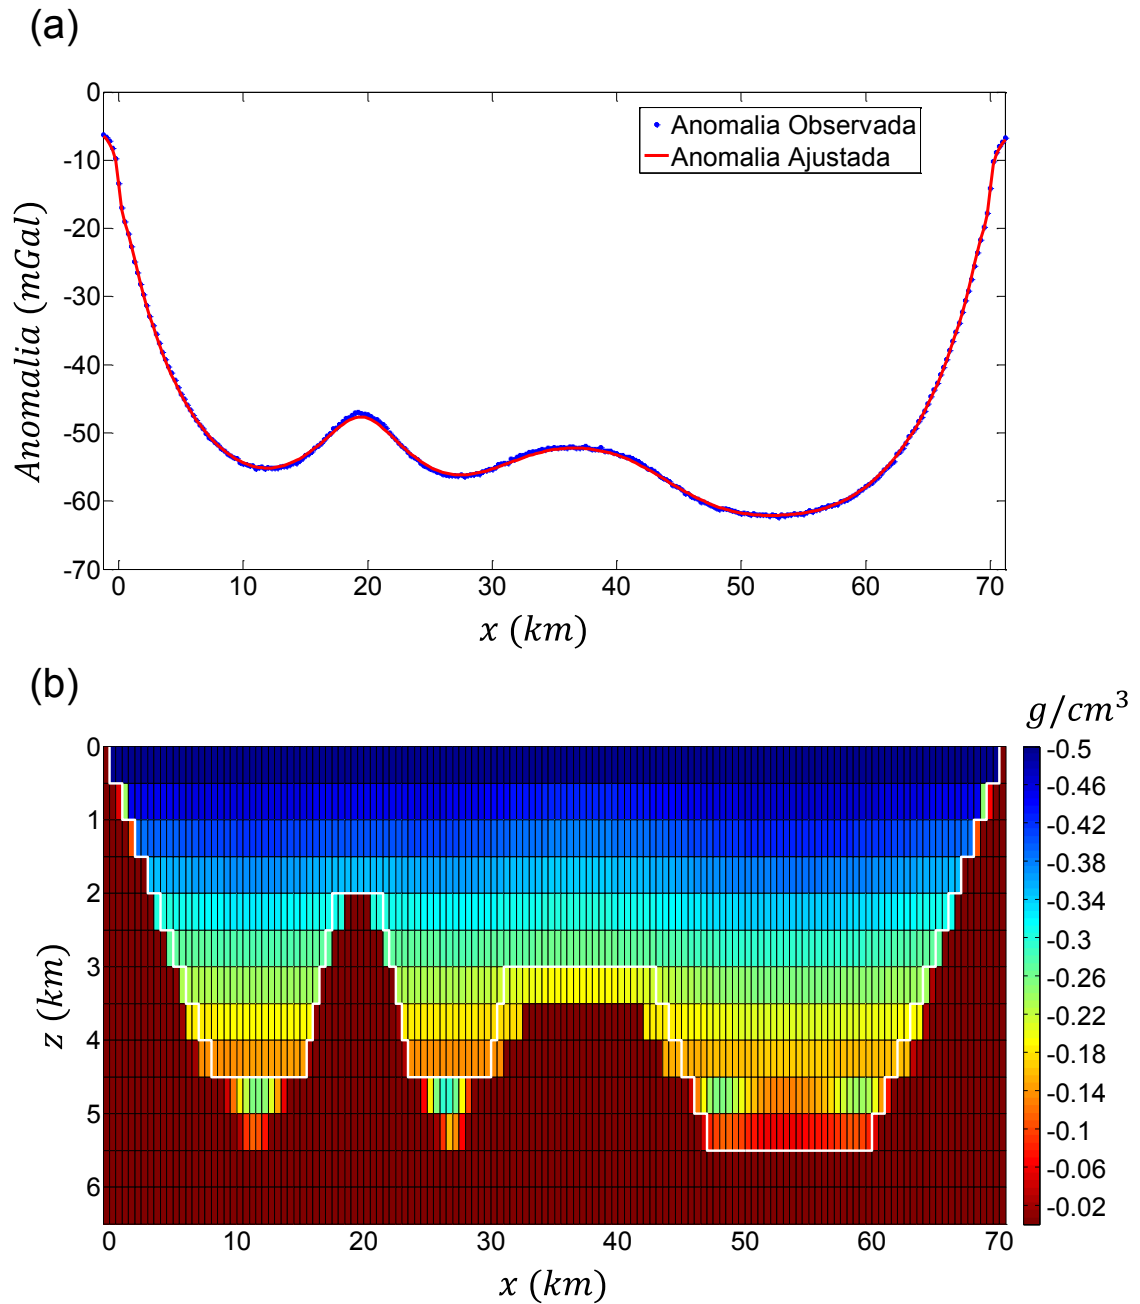 (a)
Anomalia (mGal)
0
-10
-20
-30
-40
-50
-60
-70
Anomalia Observada
Anomalia Ajustada
0 10 20 30 40 50 60 70
x (km)
(b)
g/cm³
z (km)
0
1
2
3
4
5
6
-0.5
-0.46
-0.42
-0.38
-0.34
-0.3
-0.26
-0.22
-0.18
-0.14
-0.1
-0.06
-0.02
0 10 20 30 40 50 60 70
x (km)